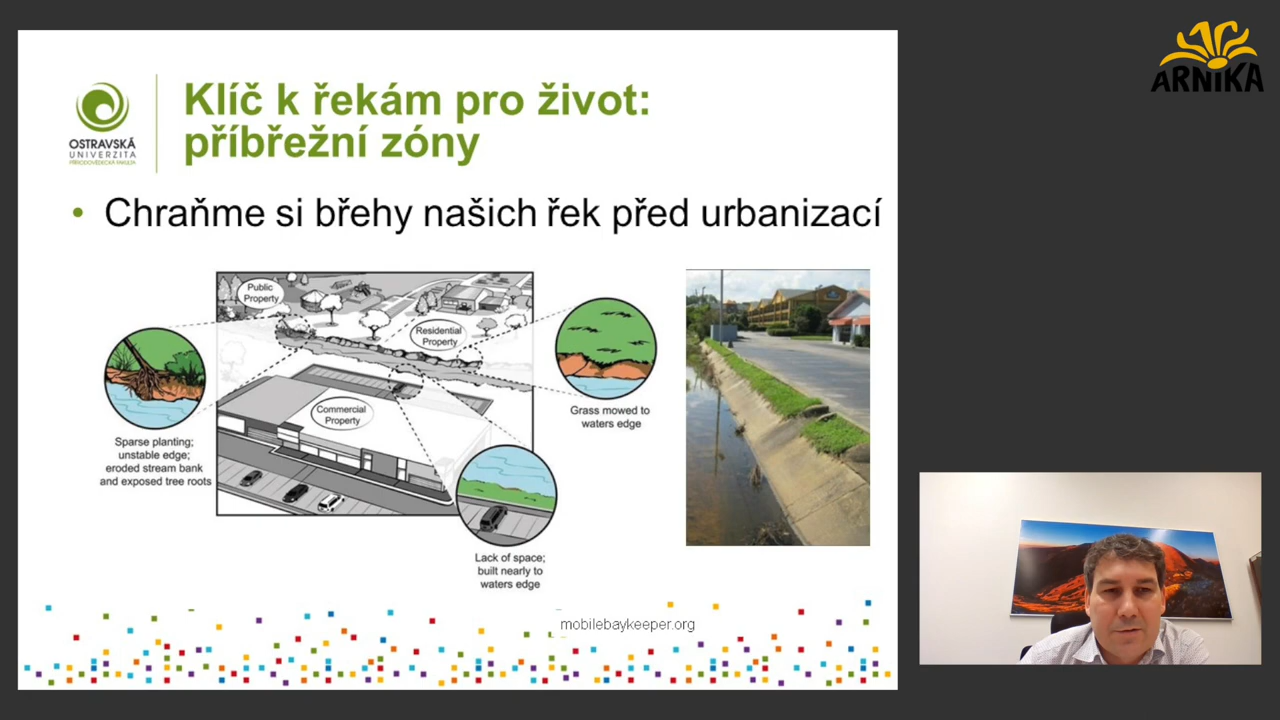 ARNIKA
Klíč k řekám pro život:
příbřežní zóny
OSTRAVSKÁ
UNIVERZITA
PŘÍRODOVĚDECKÁ FAKULTA
• Chraňme si břehy našich řek před urbanizací
Public
Property
Residential
Property
Commercial
Property
Grass mowed to
waters edge
Sparse planting;
unstable edge;
eroded stream bank
and exposed tree roots
Lack of space;
built nearly to
waters edge
mobilebaykeeper.org